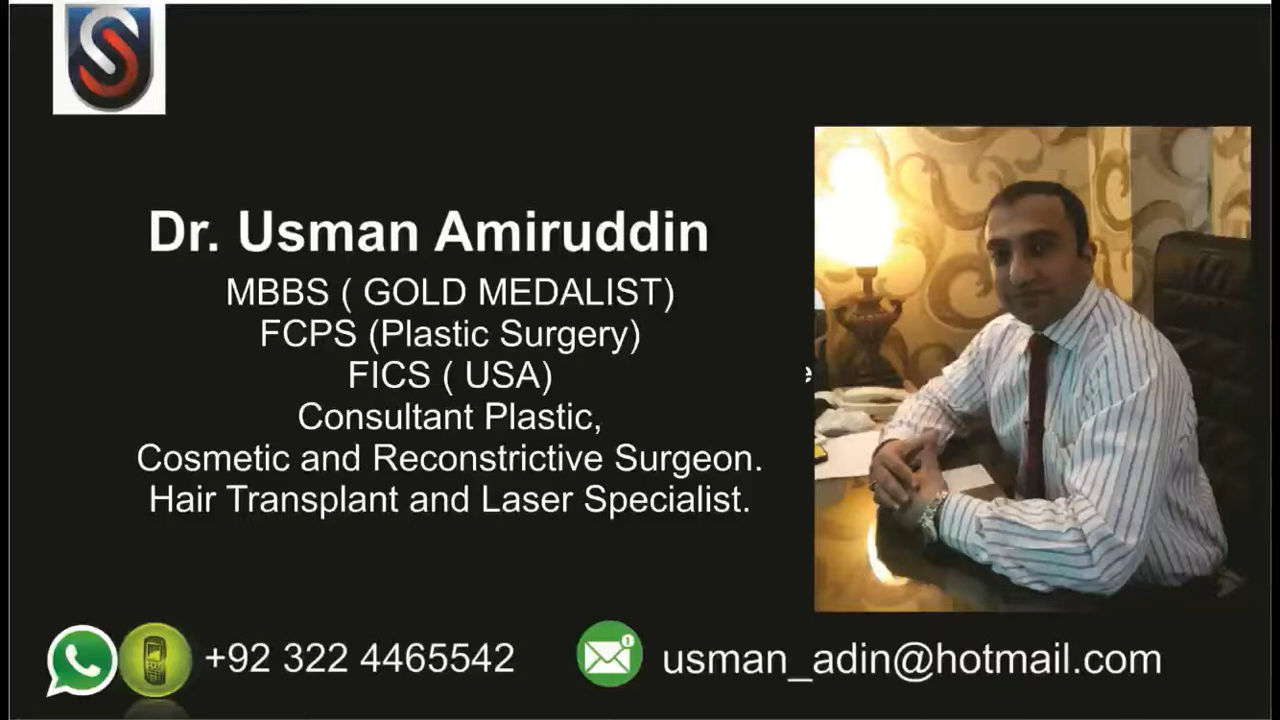 Dr. Usman Amiruddin
MBBS ( GOLD MEDALIST)
FCPS (Plastic Surgery)
FICS ( USA)
e
Consultant Plastic,
Cosmetic and Reconstrictive Surgeon.
Hair Transplant and Laser Specialist.
+92 322 4465542
1
usman_adin@hotmail.com